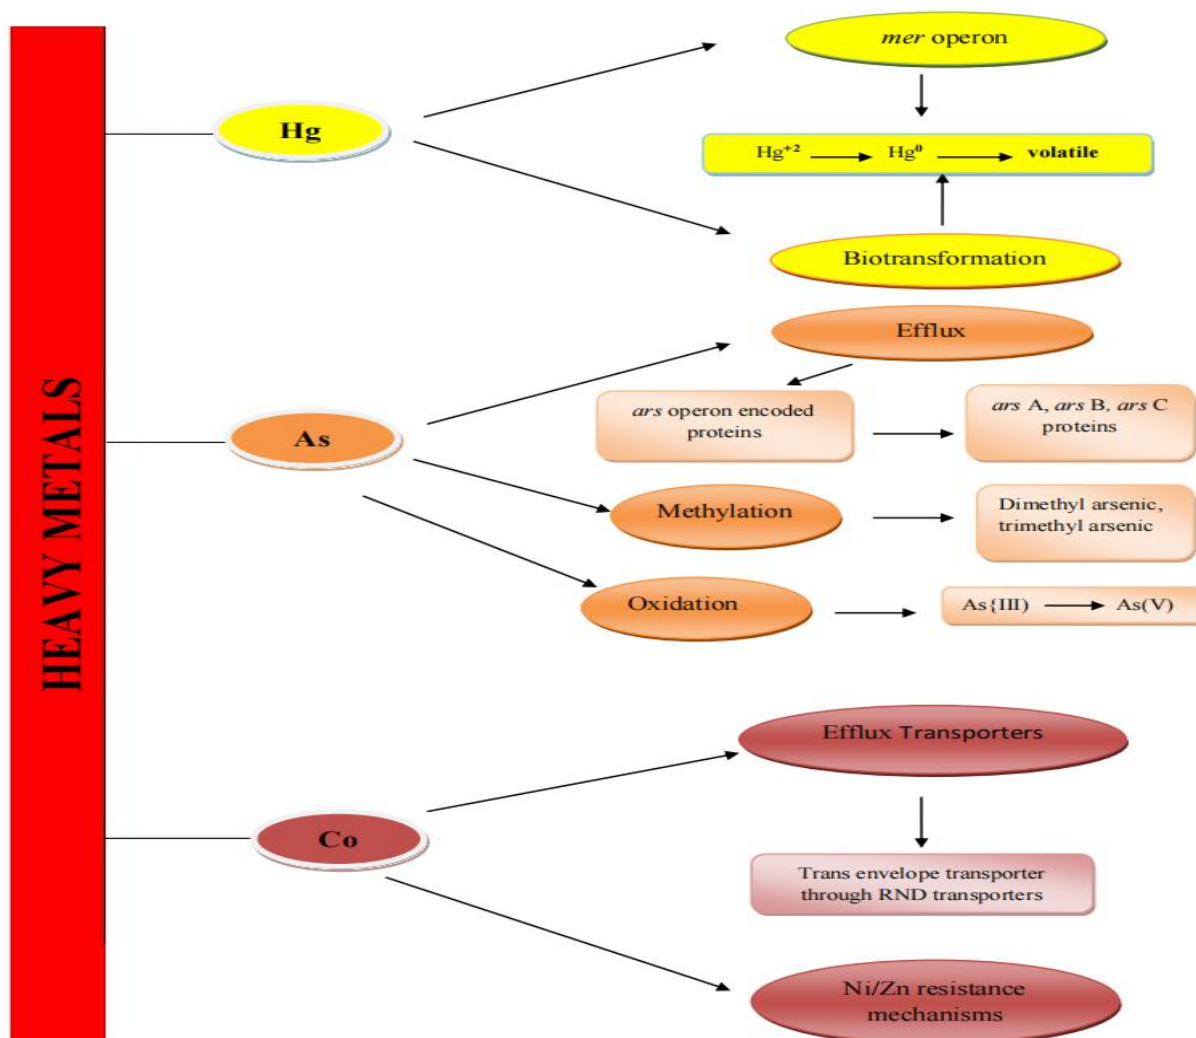 HEAVY METALS
Hg
mer operon
Hg+2 → Hg0 → volatile
Biotransformation
As
Efflux
ars operon encoded
proteins
ars A, ars B, ars C
proteins
Methylation
Dimethyl arsenic,
trimethyl arsenic
Oxidation
As{III) → As(V)
Co
Efflux Transporters
Trans envelope transporter
through RND transporters
Ni/Zn resistance
mechanisms